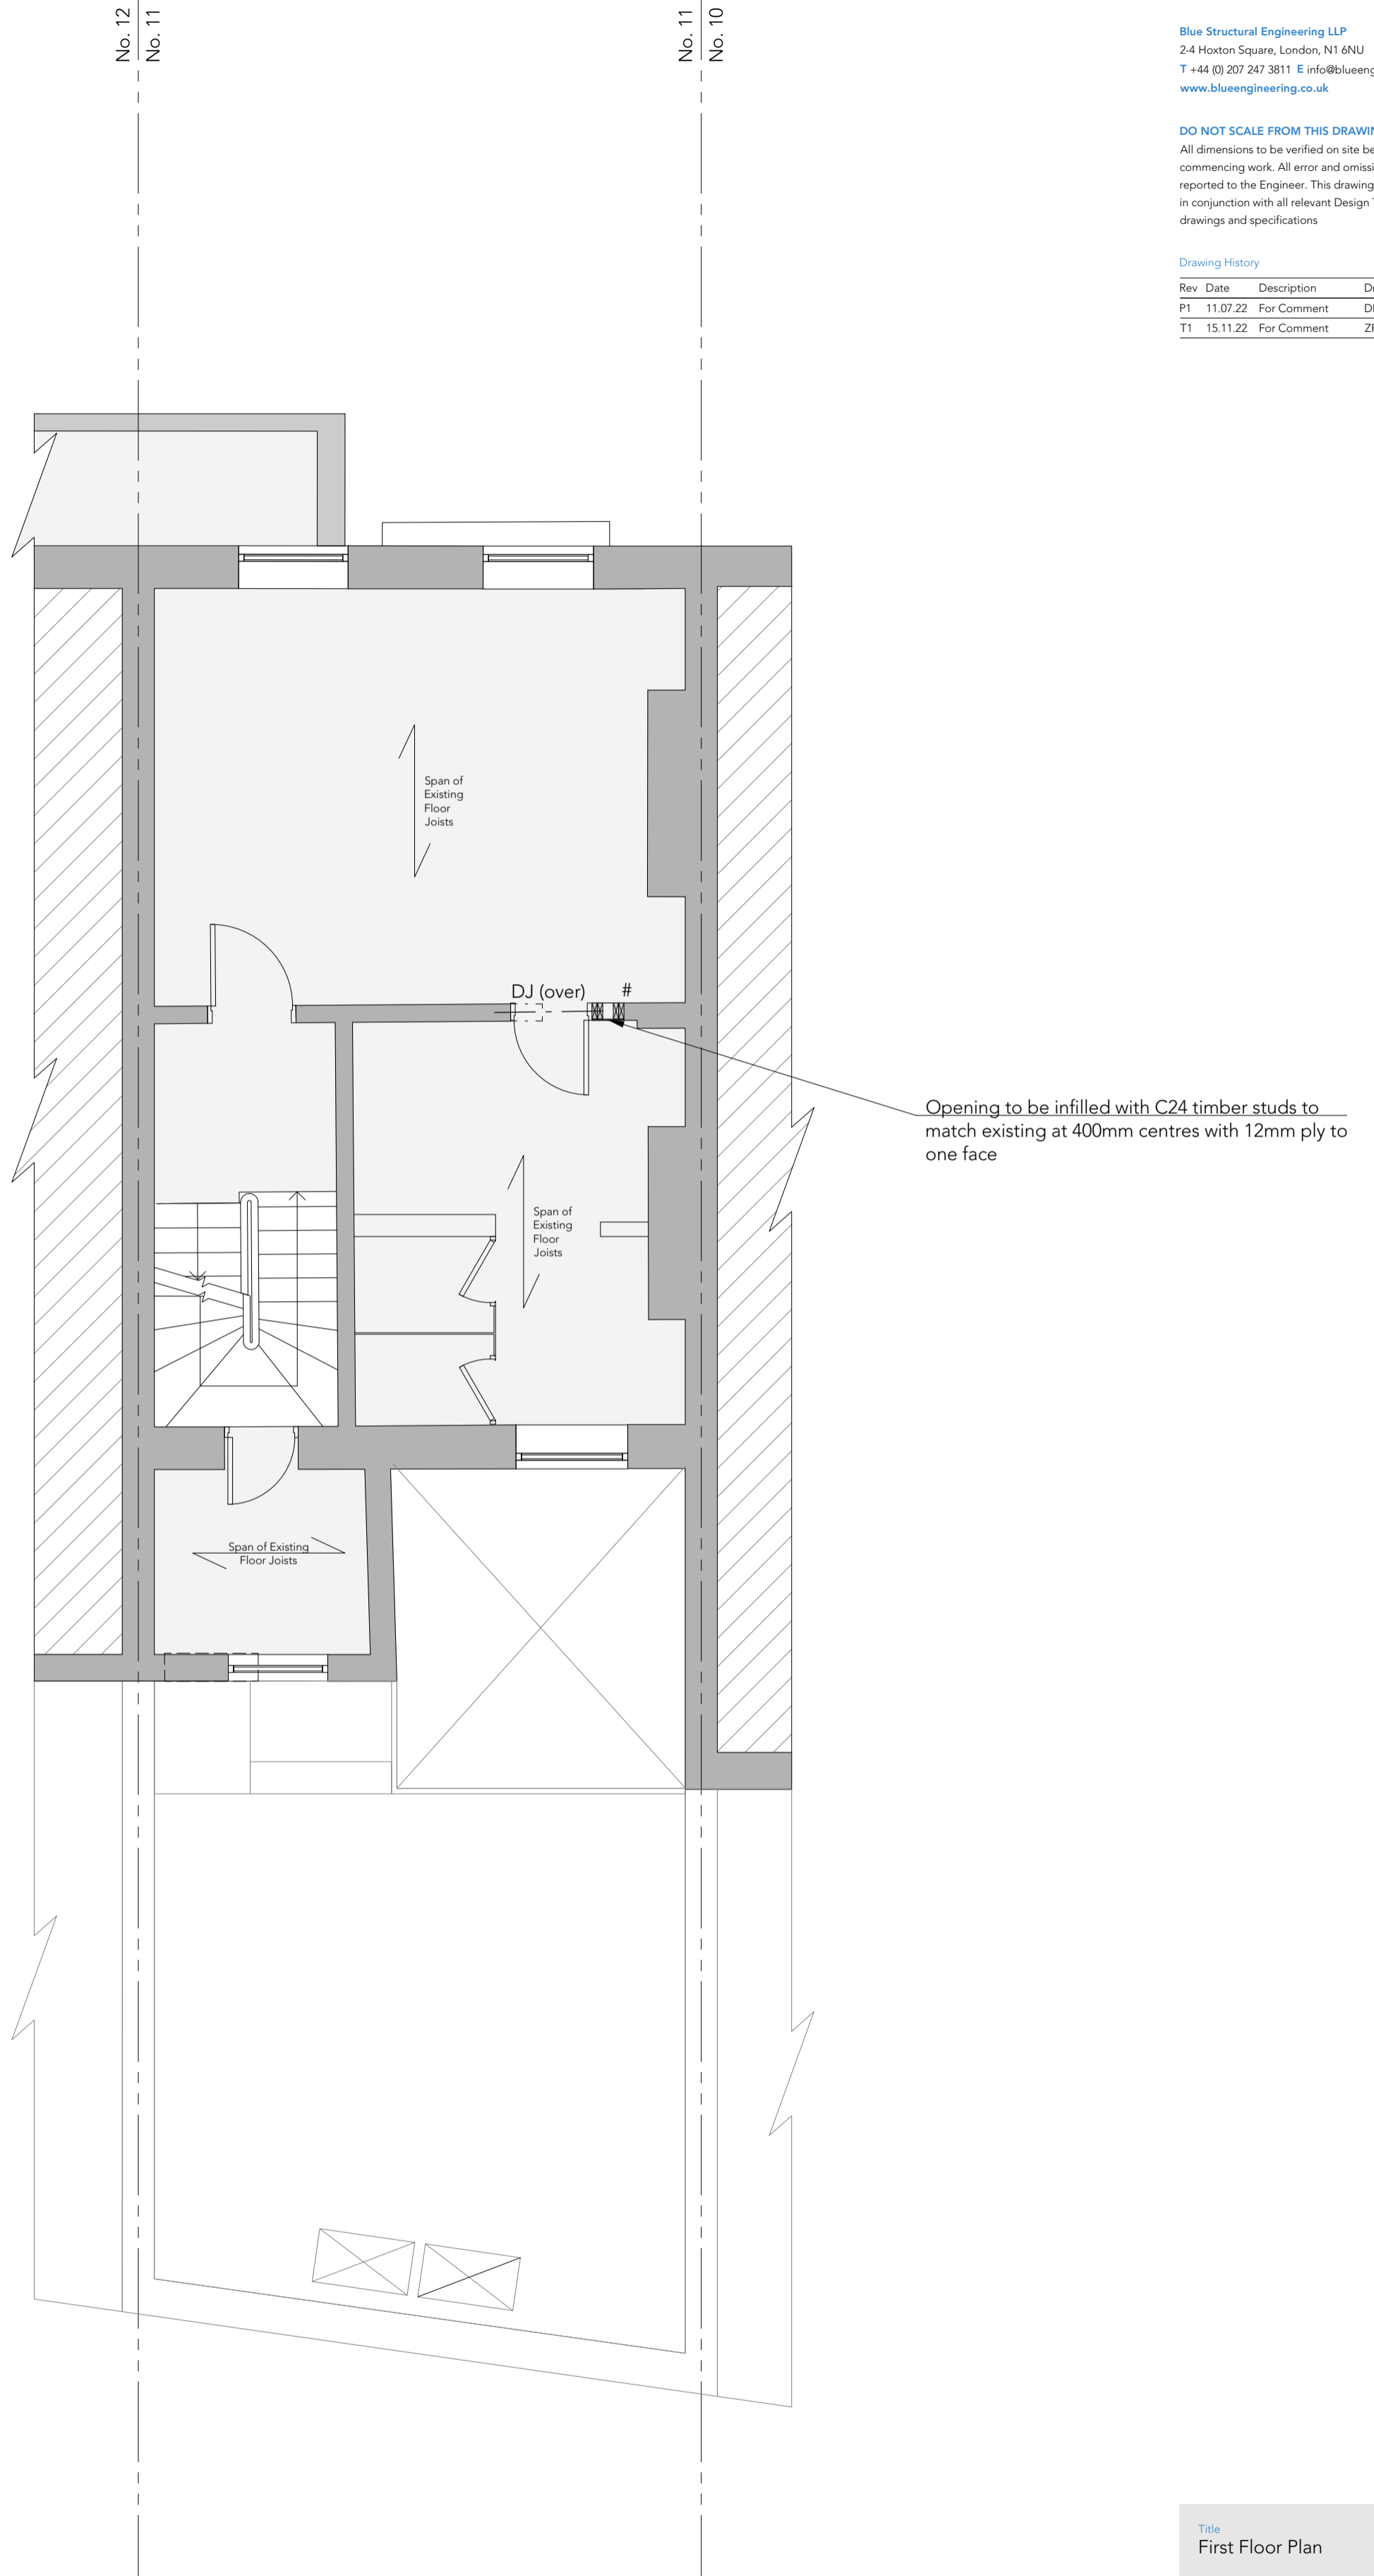 No. 12
No. 11
No. 11
No. 10
Blue Structural Engineering LLP
2-4 Hoxton Square, London, N1 6NU
T +44 (0) 207 247 3811 E info@blueeng
www.blueengineering.co.uk
DO NOT SCALE FROM THIS DRAWIN
All dimensions to be verified on site be
commencing work. All error and omissi
reported to the Engineer. This drawing
in conjunction with all relevant Design T
drawings and specifications
Drawing History
Rev Date Description
P1 11.07.22 For Comment
T1 15.11.22 For Comment
Span of
Existing
Floor
Joists
DJ (over) #
Opening to be infilled with C24 timber studs to
match existing at 400mm centres with 12mm ply to
one face
Span of
Existing
Floor
Joists
Span of Existing
Floor Joists
Title
First Floor Plan